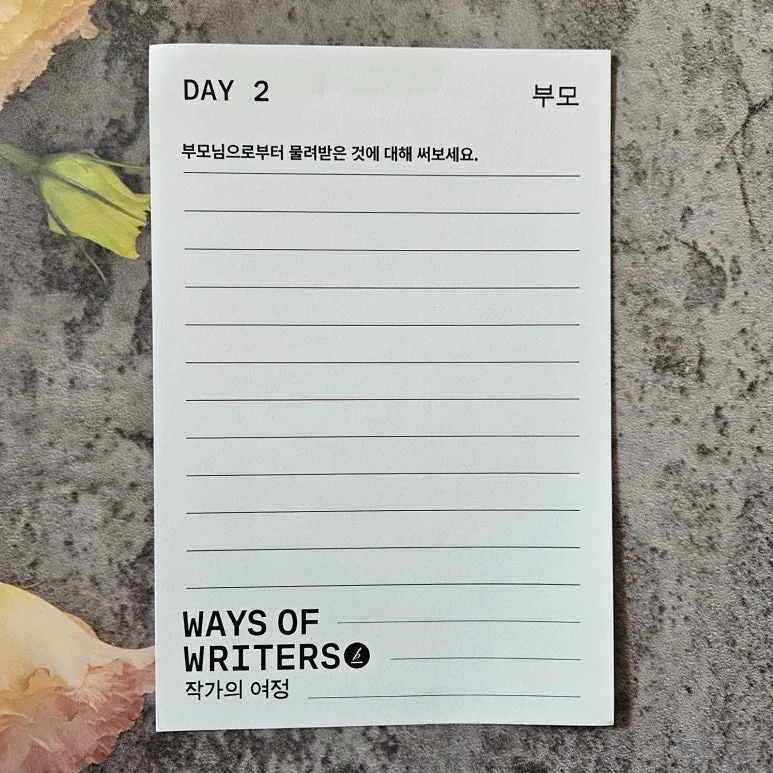 DAY 2
부모
부모님으로부터 물려받은 것에 대해 써보세요.
WAYS OF
WRITERS
작가의 여정